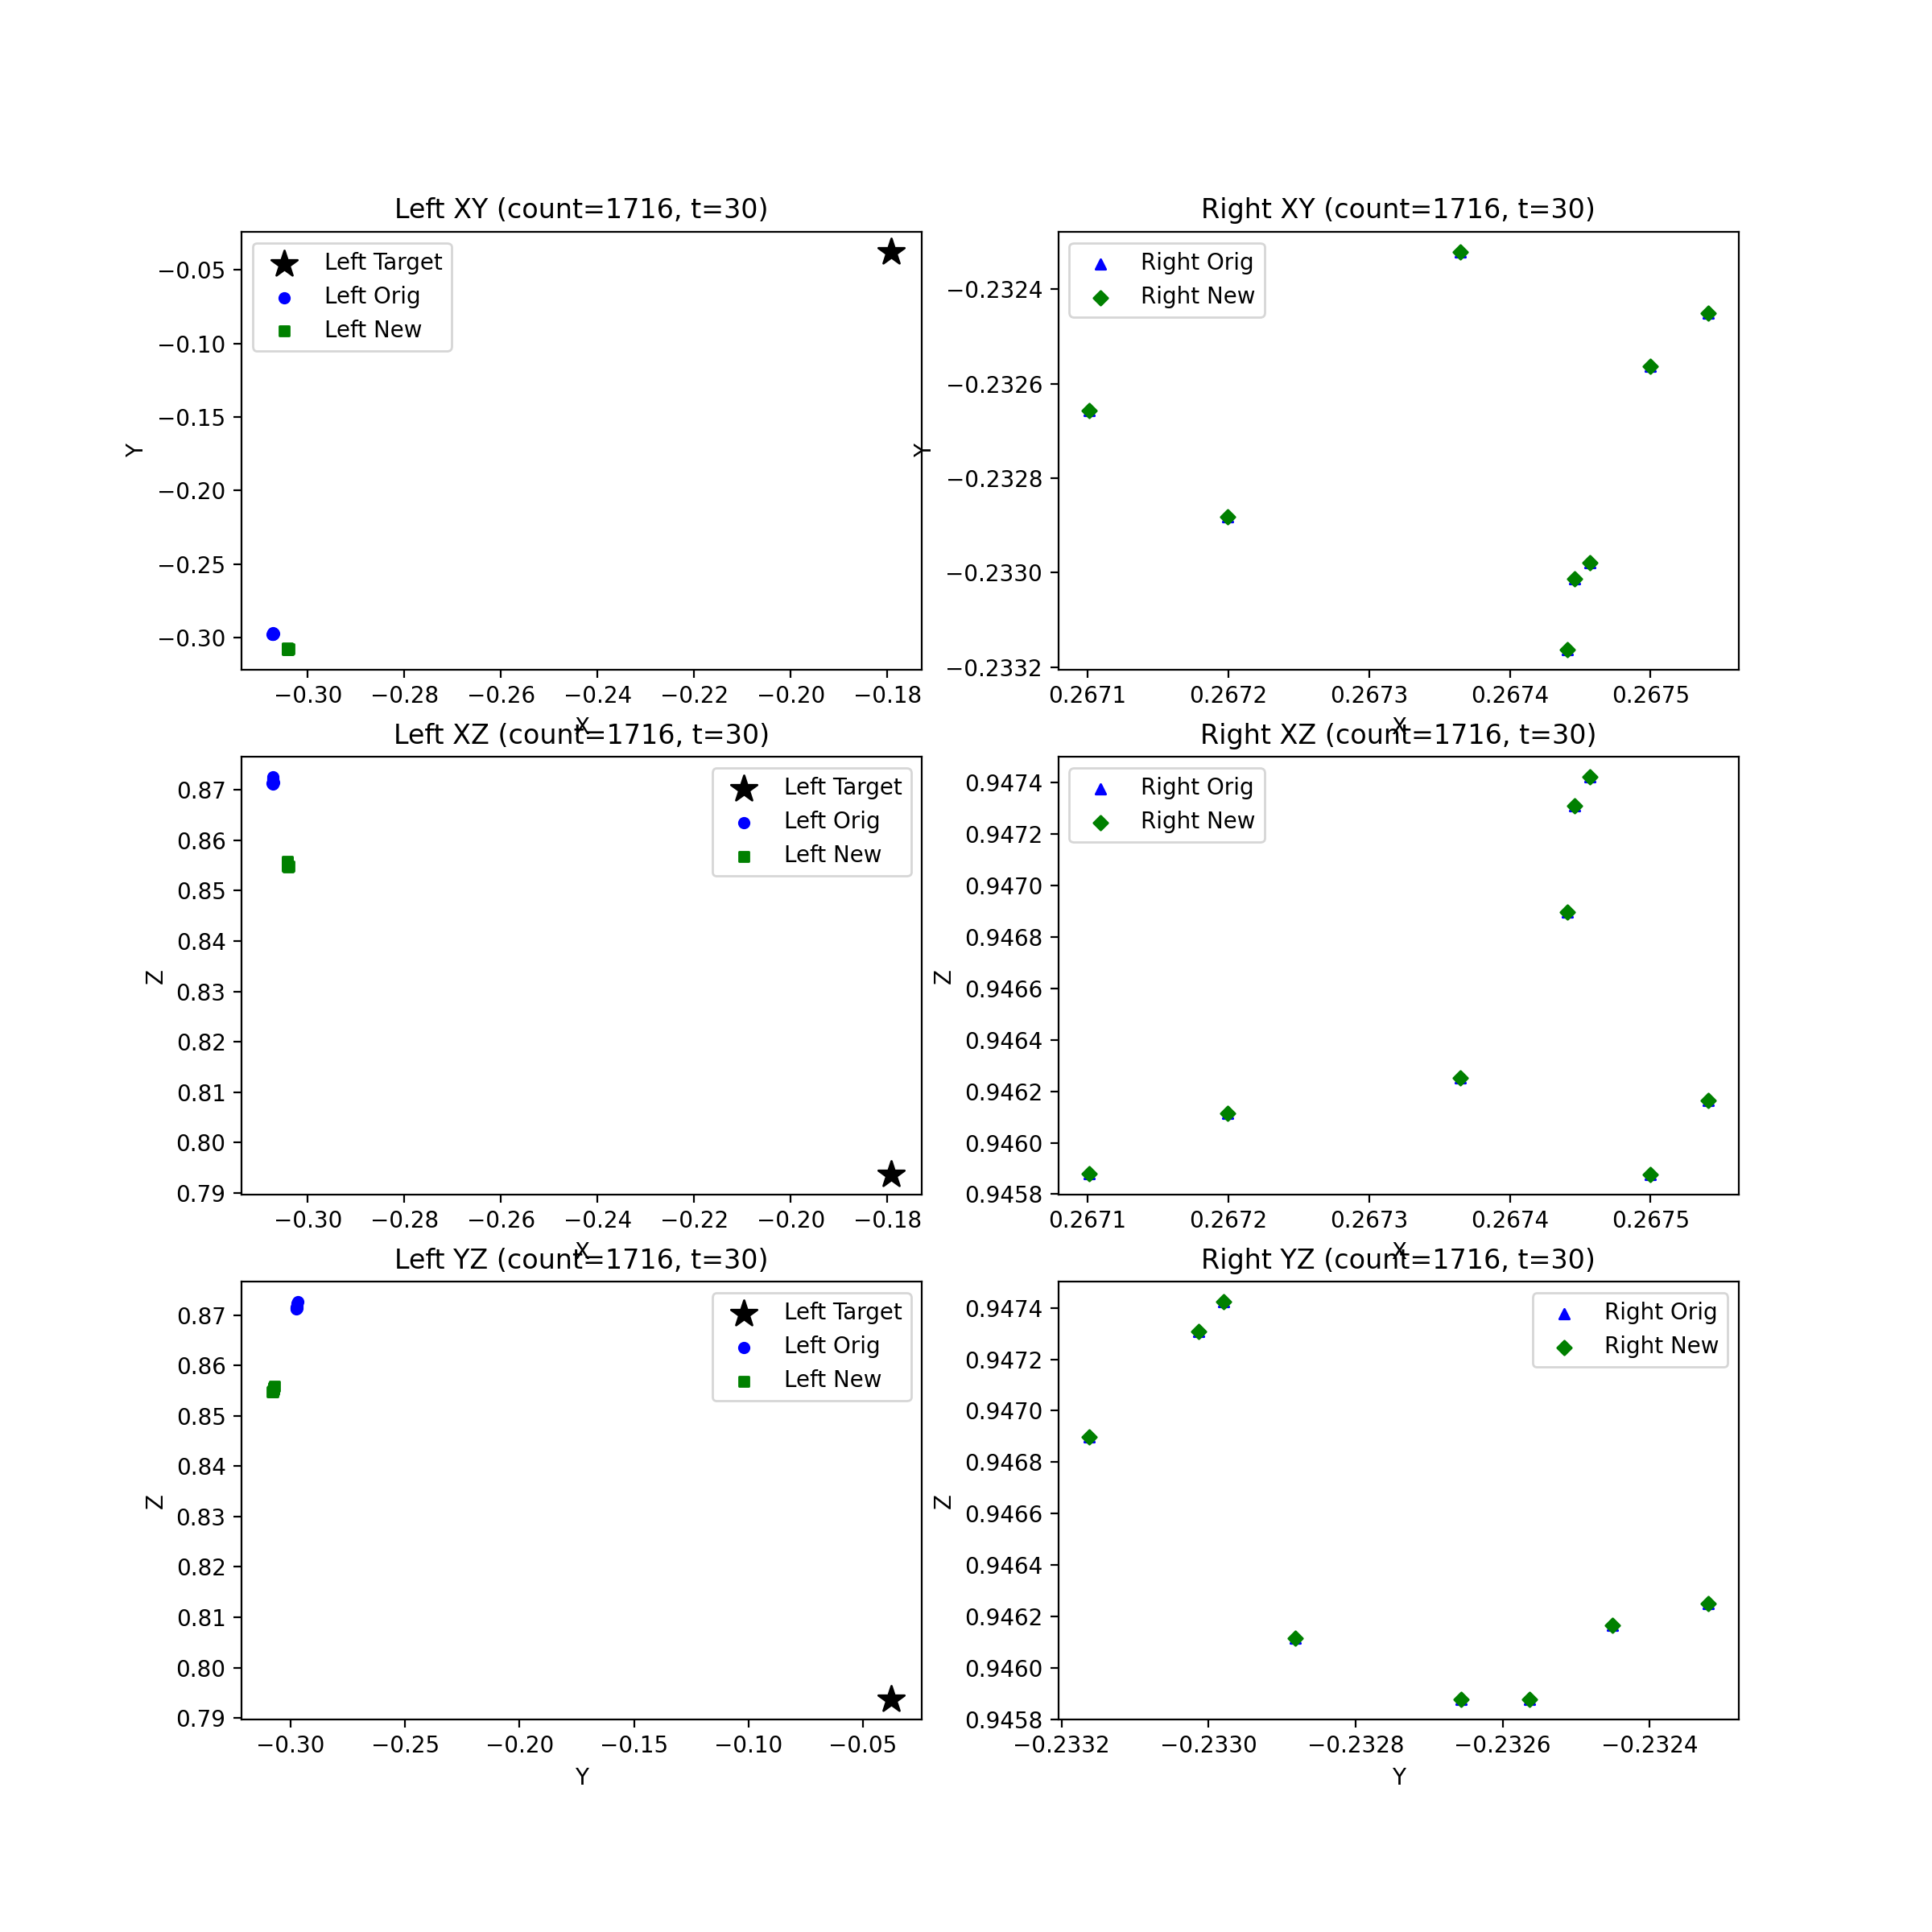 Left XY (count=1716, t=30)
Left Target
Left Orig
Left New
−0.05
−0.10
−0.15
−0.20
−0.25
−0.30
Y
−0.30
−0.28
−0.26
−0.24
−0.22
−0.20
−0.18
X
Right XY (count=1716, t=30)
Right Orig
Right New
−0.2324
−0.2326
−0.2328
−0.2330
−0.2332
Y
0.2671
0.2672
0.2673
0.2674
0.2675
X
Left XZ (count=1716, t=30)
Left Target
Left Orig
Left New
0.87
0.86
0.85
0.84
0.83
0.82
0.81
0.80
0.79
Z
−0.30
−0.28
−0.26
−0.24
−0.22
−0.20
−0.18
X
Right XZ (count=1716, t=30)
Right Orig
Right New
0.9474
0.9472
0.9470
0.9468
0.9466
0.9464
0.9462
0.9460
0.9458
Z
0.2671
0.2672
0.2673
0.2674
0.2675
X
Left YZ (count=1716, t=30)
Left Target
Left Orig
Left New
0.87
0.86
0.85
0.84
0.83
0.82
0.81
0.80
0.79
Z
−0.30
−0.25
−0.20
−0.15
−0.10
−0.05
Y
Right YZ (count=1716, t=30)
Right Orig
Right New
0.9474
0.9472
0.9470
0.9468
0.9466
0.9464
0.9462
0.9460
0.9458
Z
−0.2332
−0.2330
−0.2328
−0.2326
−0.2324
Y